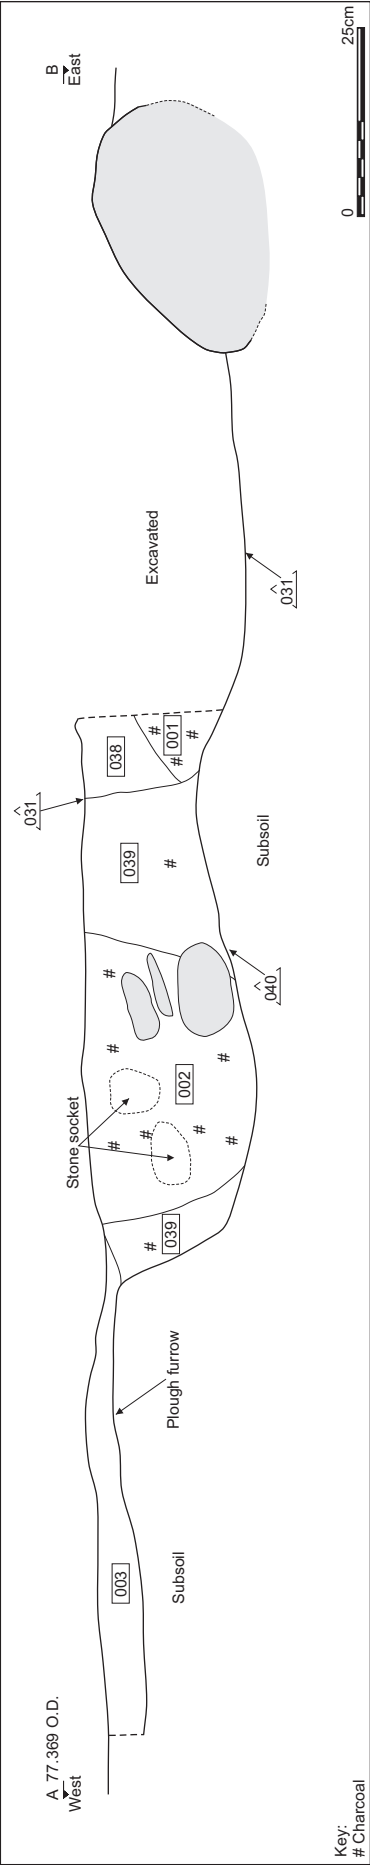 A 77.369 O.D.
West
B
East
003
Subsoil
Plough furrow
#
039
Stone socket
#
#
#
#
#
002
#
#
039
#
^
040
^
031
038
#
001
#
#
Subsoil
Excavated
^
031
Key:
# Charcoal
0
25cm